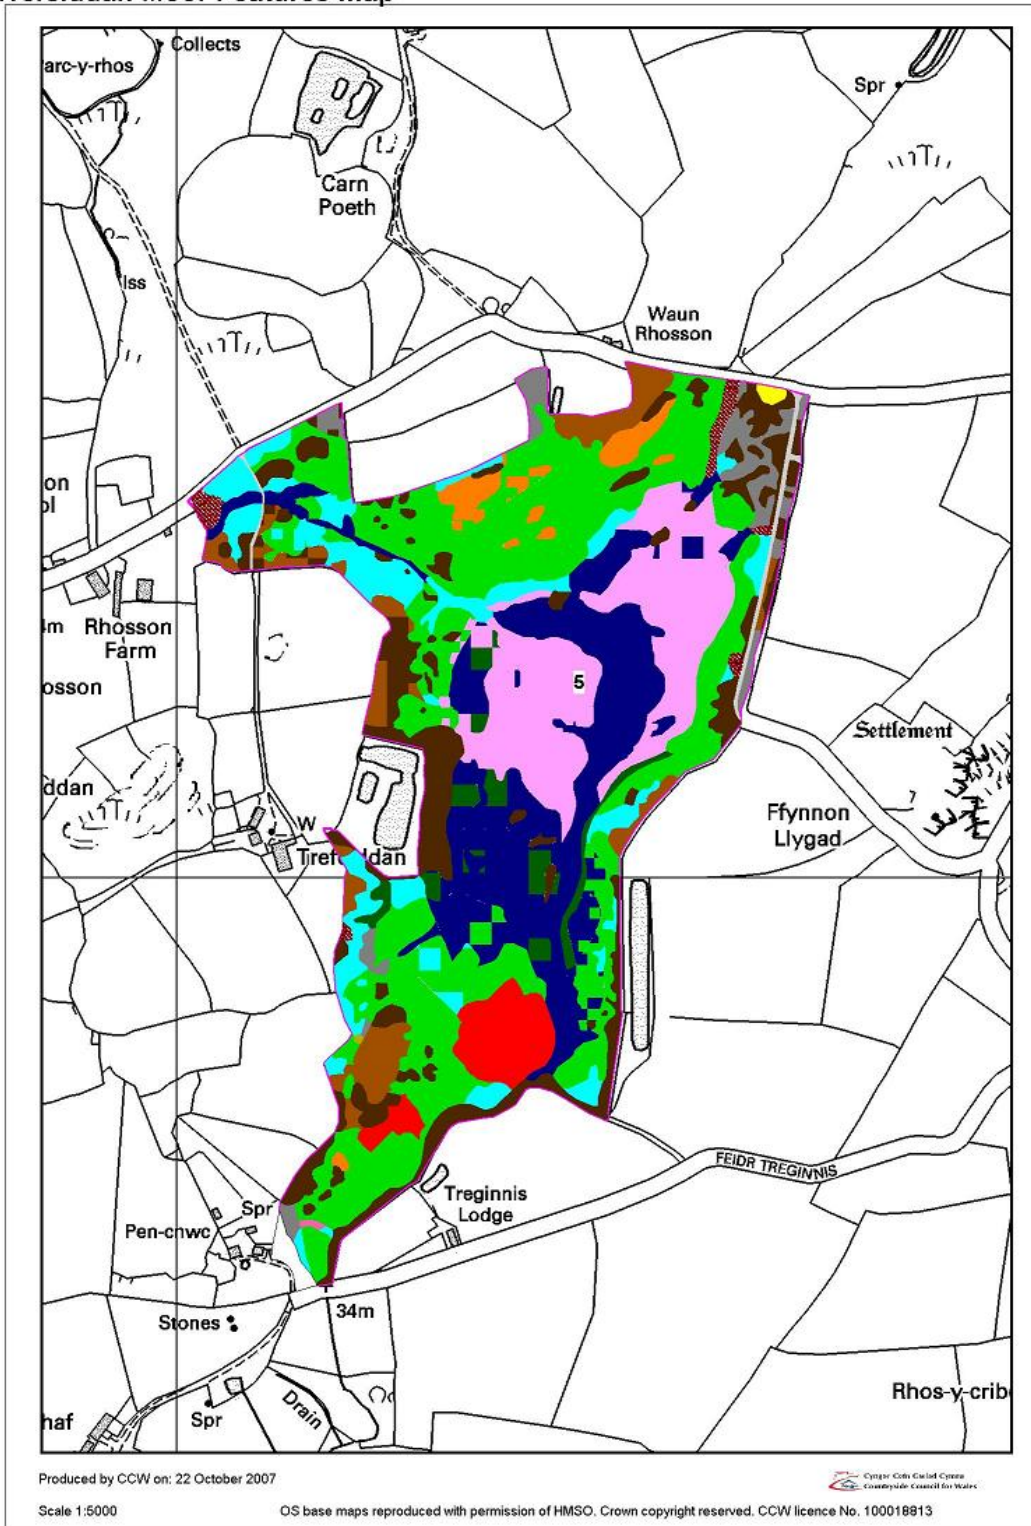 Features Map
Collects
arc-y-rhos
Spr
Carn
Poeth
Iss
Waun
Rhosson
on
ol
4m
Rhosson
Farm
osson
5
Settlement
ddan
W
Ffynnon
Llygad
FEIDR TREGINNIS
Treginnis
Lodge
Spr
Pen-cnwc
34m
Stones
Rhos-y-crib
haf
Spr
Drain
Produced by CCW on: 22 October 2007
Cyngor Cefn Gwlad Cymru
Countryside Council for Wales
Scale 1:5000
OS base maps reproduced with permission of HMSO. Crown copyright reserved. CCW licence No. 100018813